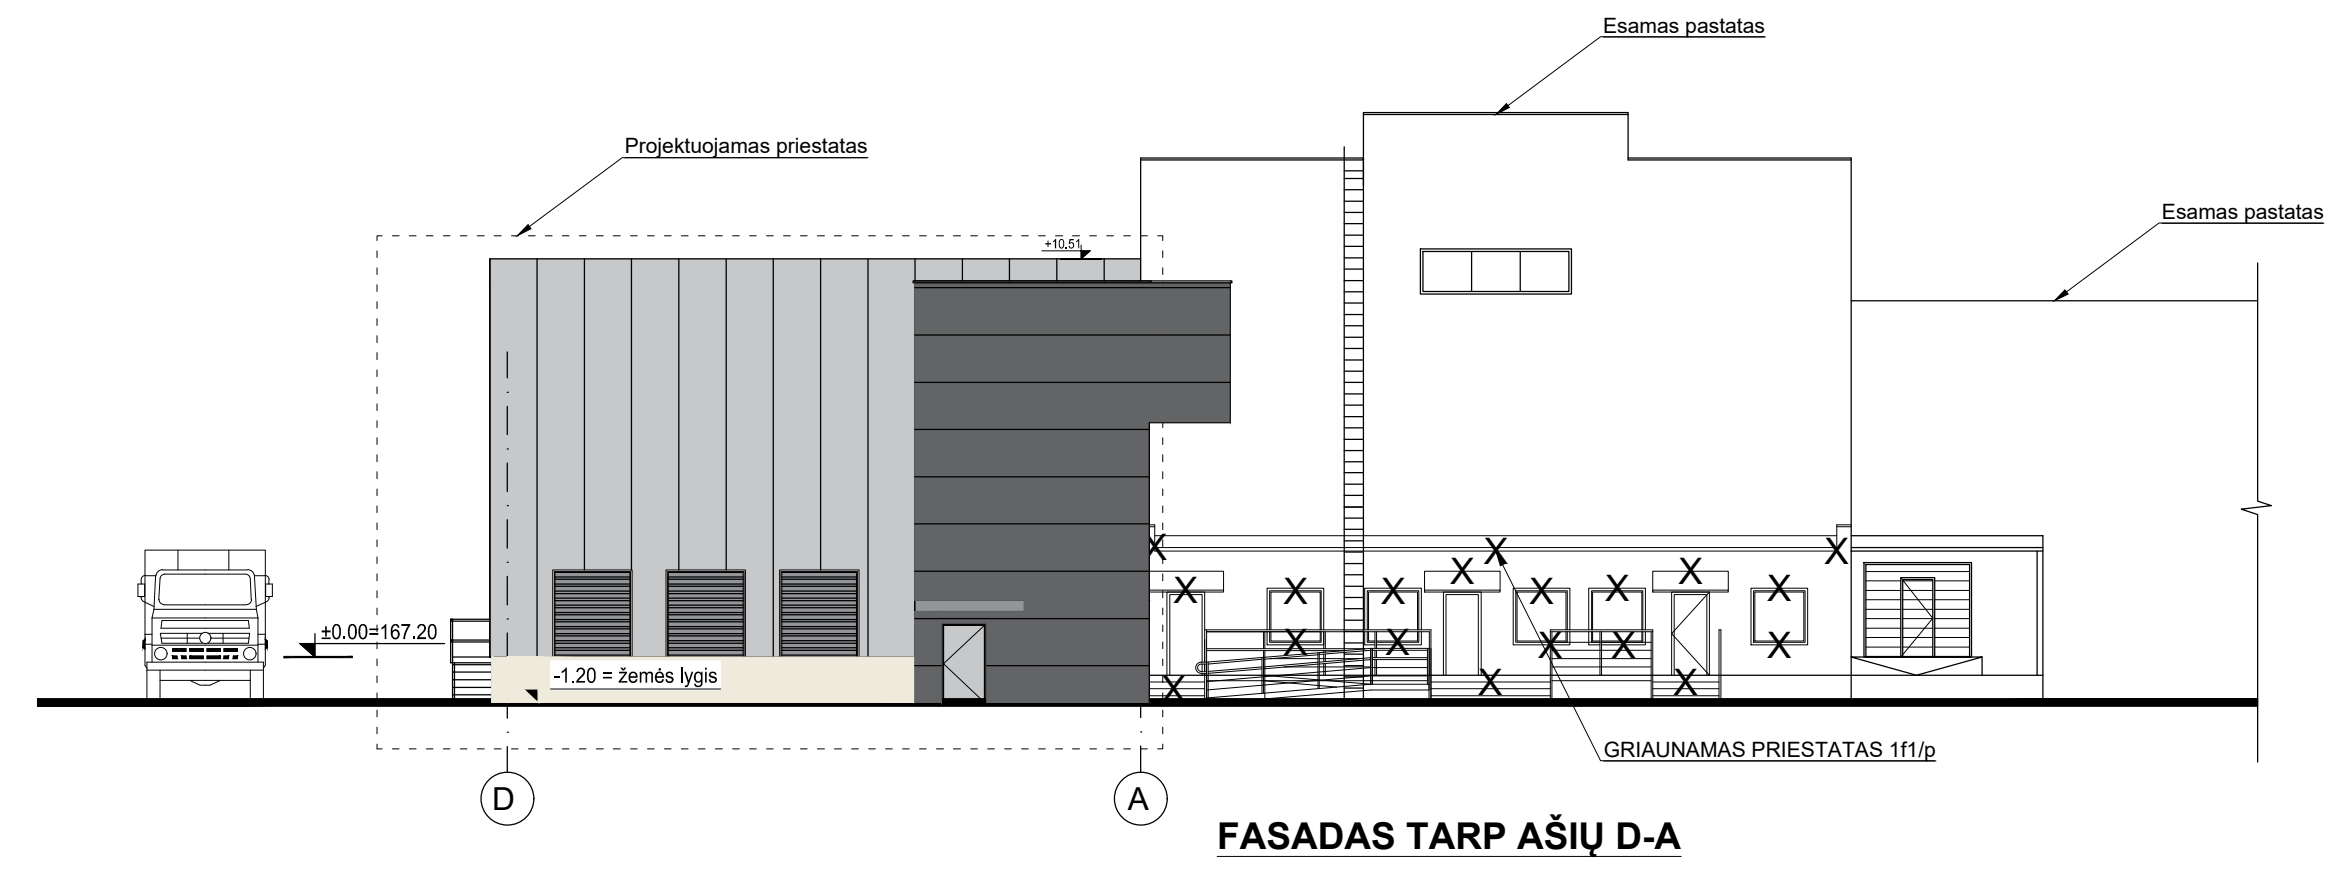 Esamas pastatas
Projektuojamas priestatas
Esamas pastatas
+10.51
X X X
X X X X X X X X
X X X X X
X X X
±0.00=167.20
-1.20 = žemės lygis
GRIAUNAMAS PRIESTATAS 1f1/p
D A
FASADAS TARP AŠIŲ D-A